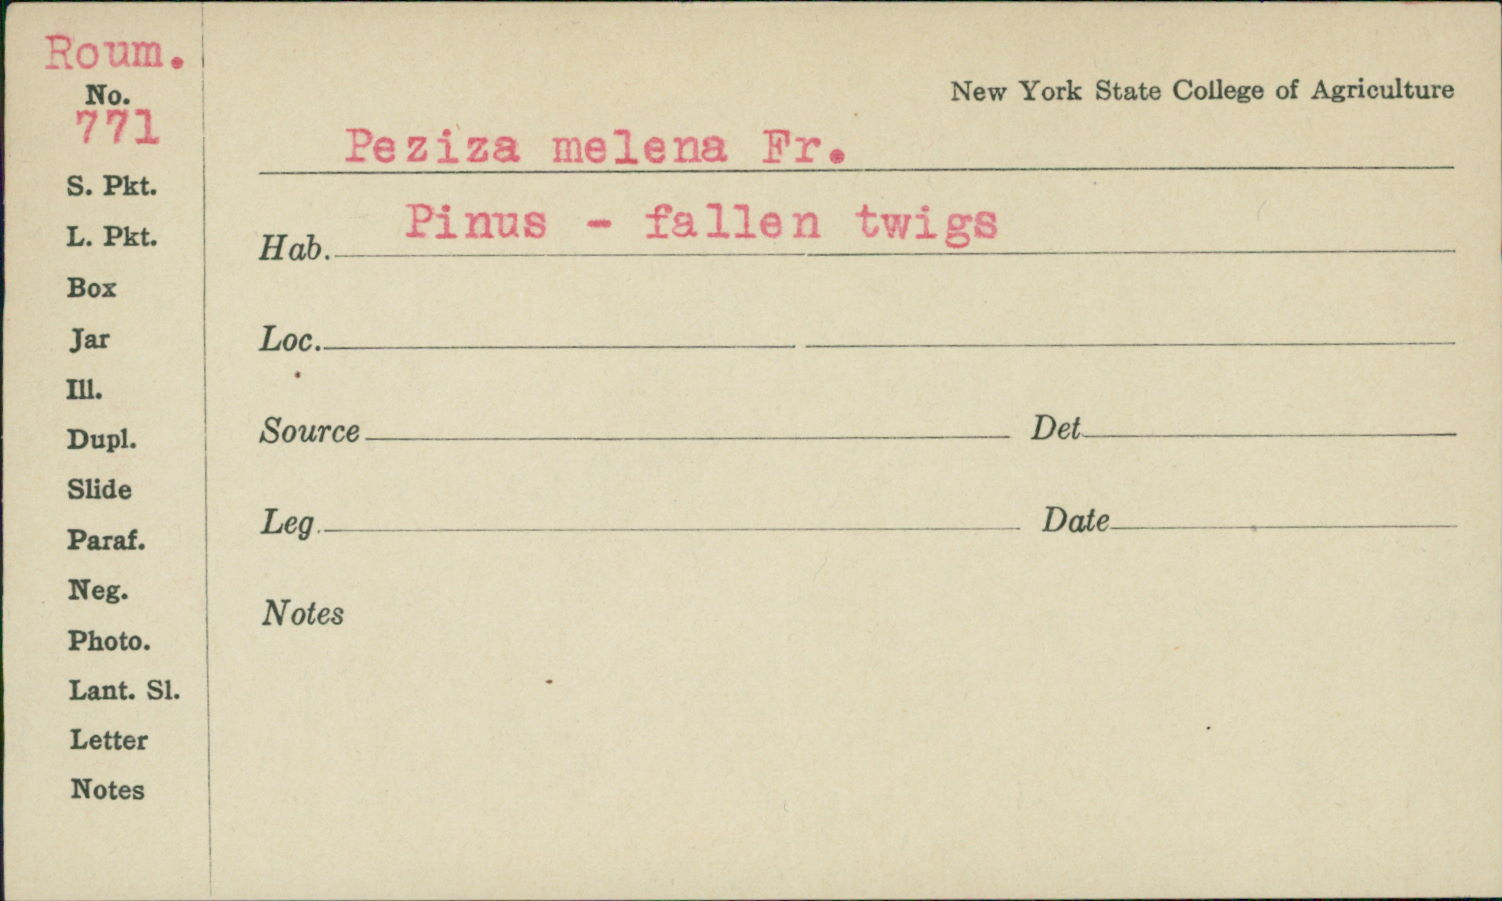 Roum.
No.
771
S. Pkt.
L. Pkt.
Box
Jar
Ill.
Dupl.
Slide
Paraf.
Neg.
Photo.
Lant. Sl.
Letter
Notes
New York State College of Agriculture
Peziza melena Fr.
Hab. Pinus - fallen twigs
Loc.
Source Det
Leg. Date
Notes